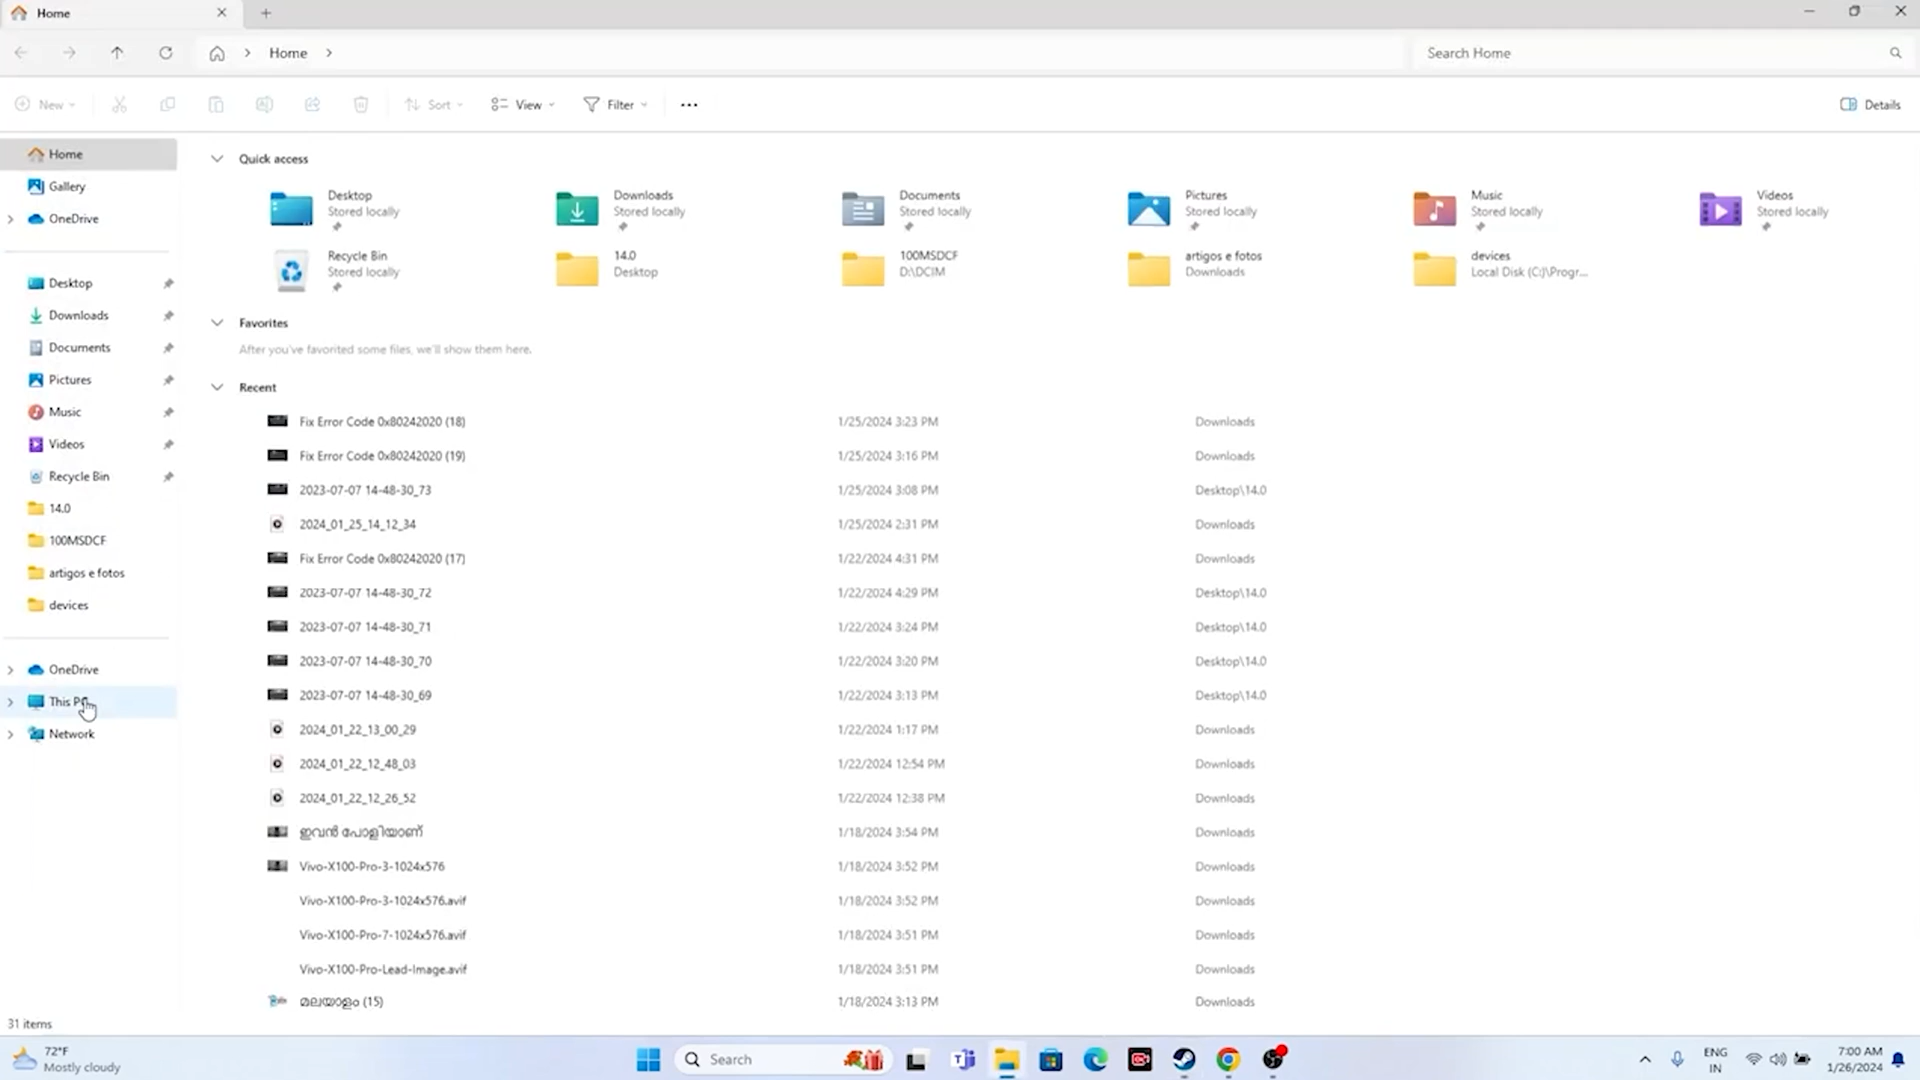 Home
Home
Search Home
New
Sort
View
Filter
Details
Home
Gallery
OneDrive
Desktop
Downloads
Documents
Pictures
Music
Videos
Recycle Bin
14.0
100MSDCF
artigos e fotos
devices
OneDrive
This PC
Network
Quick access
Desktop
Stored locally
Downloads
Stored locally
Documents
Stored locally
Pictures
Stored locally
Music
Stored locally
Videos
Stored locally
Recycle Bin
Stored locally
14.0
Desktop
100MSDCF
D:\DCIM
artigos e fotos
Downloads
devices
Local Disk (C:)\Progr...
Favorites
After you've favorited some files, we'll show them here.
Recent
Fix Error Code 0x80242020 (18) 1/25/2024 3:23 PM Downloads
Fix Error Code 0x80242020 (19) 1/25/2024 3:16 PM Downloads
2023-07-07 14-48-30_73 1/25/2024 3:08 PM Desktop\14.0
2024_01_25_14_12_34 1/25/2024 2:31 PM Downloads
Fix Error Code 0x80242020 (17) 1/22/2024 4:31 PM Downloads
2023-07-07 14-48-30_72 1/22/2024 4:29 PM Desktop\14.0
2023-07-07 14-48-30_71 1/22/2024 3:24 PM Desktop\14.0
2023-07-07 14-48-30_70 1/22/2024 3:20 PM Desktop\14.0
2023-07-07 14-48-30_69 1/22/2024 3:13 PM Desktop\14.0
2024_01_22_13_00_29 1/22/2024 1:17 PM Downloads
2024_01_22_12_48_03 1/22/2024 12:54 PM Downloads
2024_01_22_12_26_52 1/22/2024 12:38 PM Downloads
ഇവൻ പോളിയാണ് 1/18/2024 3:54 PM Downloads
Vivo-X100-Pro-3-1024x576 1/18/2024 3:52 PM Downloads
Vivo-X100-Pro-3-1024x576.avif 1/18/2024 3:52 PM Downloads
Vivo-X100-Pro-7-1024x576.avif 1/18/2024 3:51 PM Downloads
Vivo-X100-Pro-Lead-Image.avif 1/18/2024 3:51 PM Downloads
മലയാളം (15) 1/18/2024 3:13 PM Downloads
31 items
72°F
Mostly cloudy
Search
ENG
IN
7:00 AM
1/26/2024